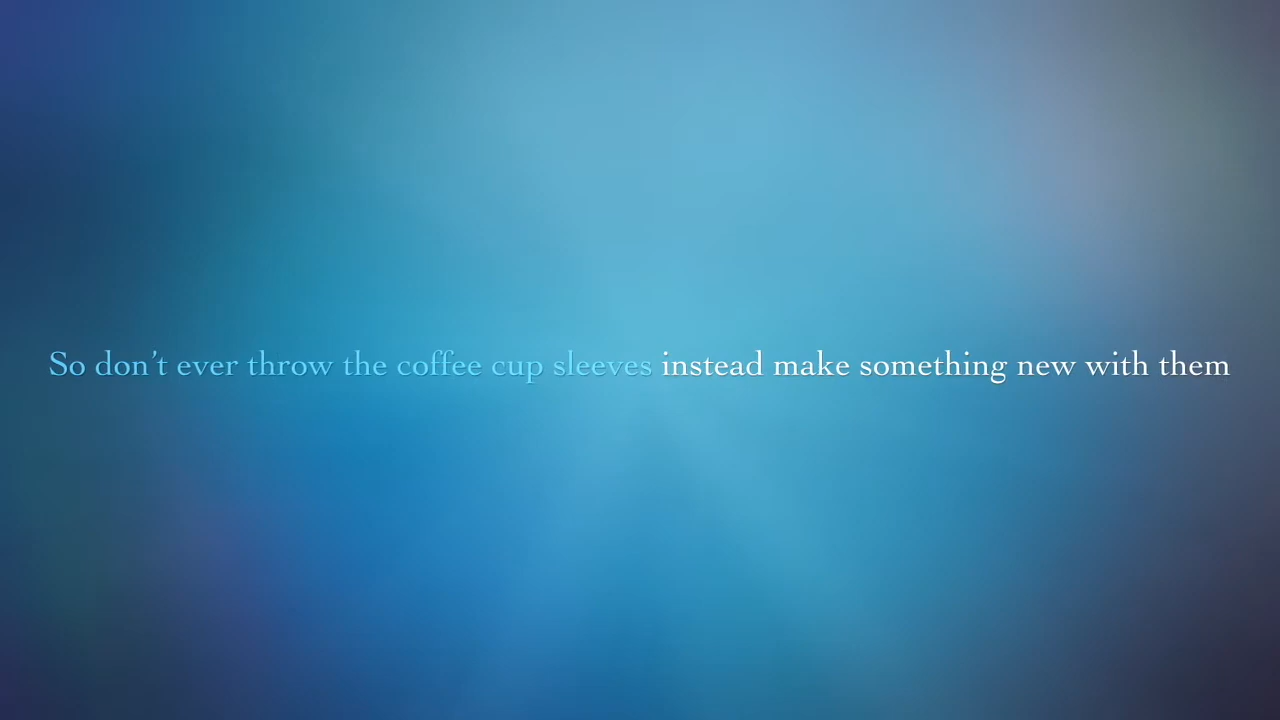 So don’t ever throw the coffee cup sleeves instead make something new with them